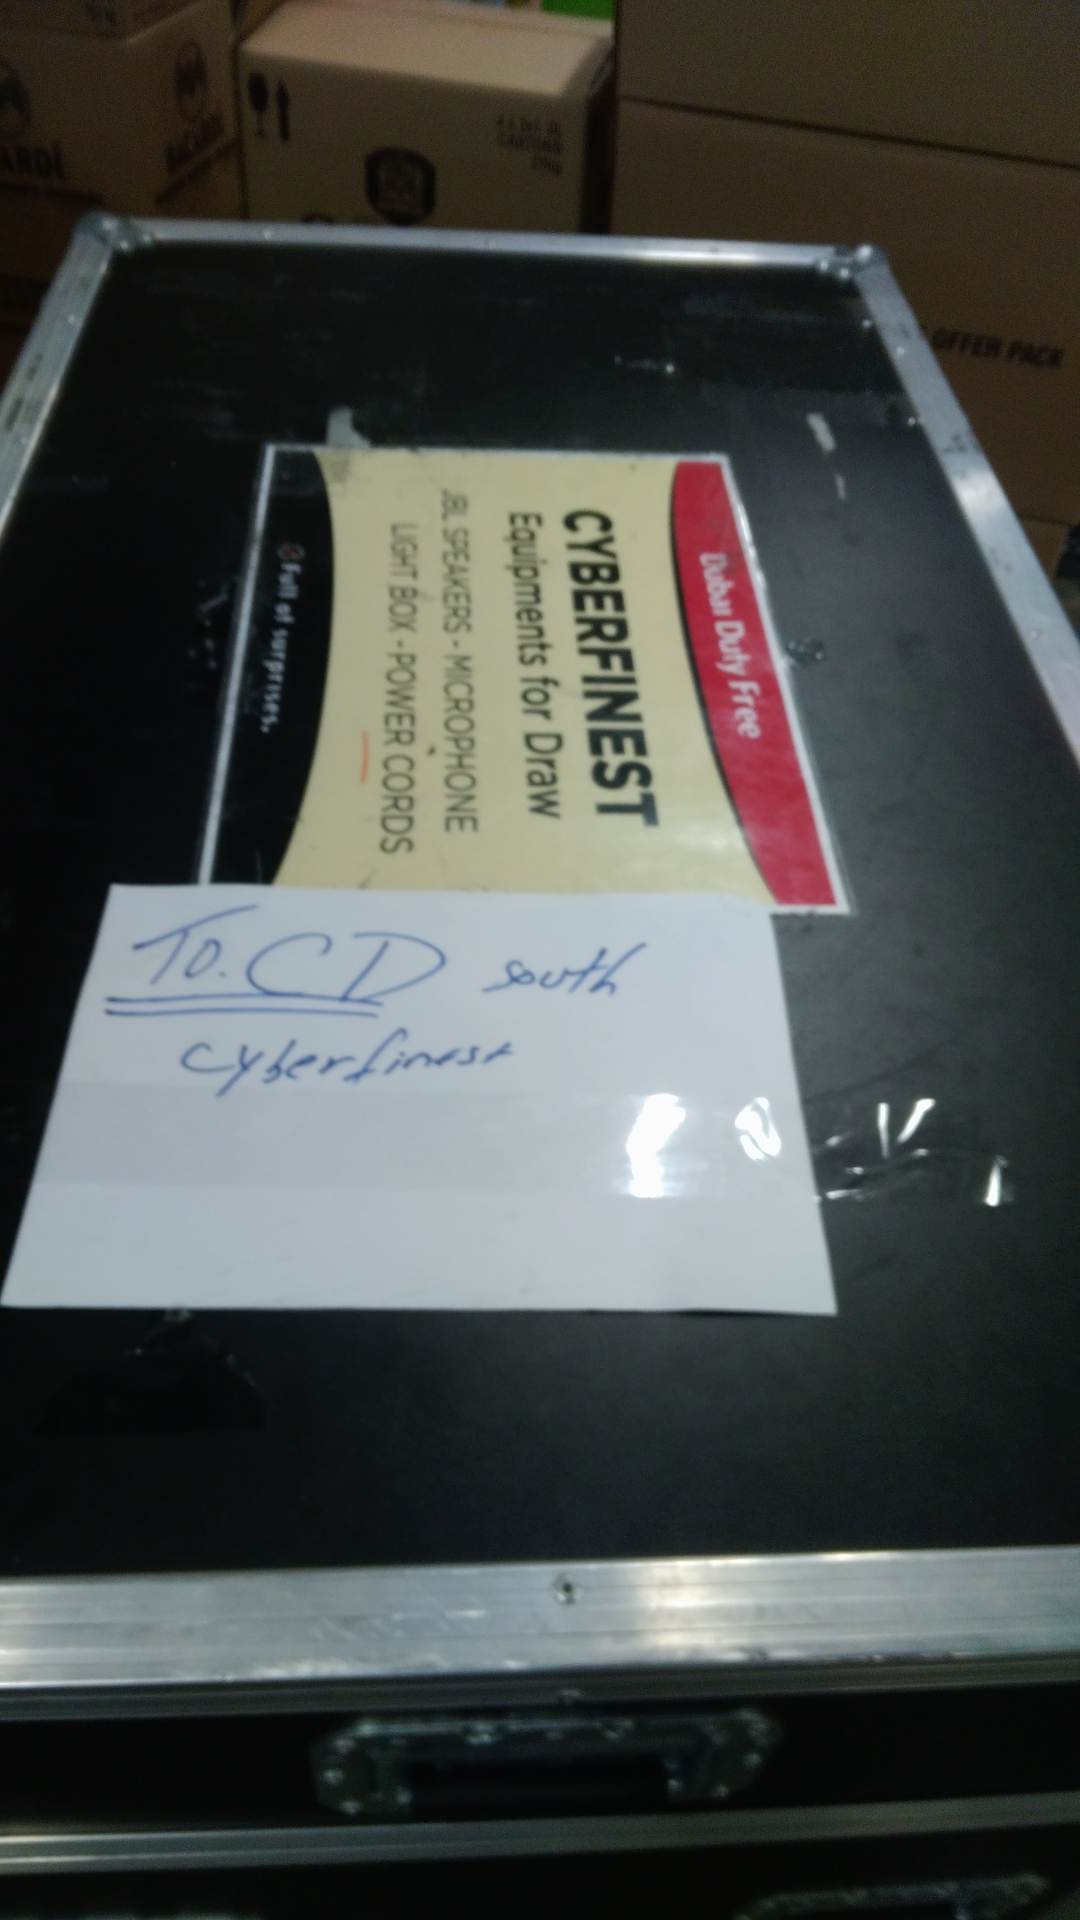 BACARDI
OFFER PACK
Dubai Duty Free
CYBERFINEST
Equipments for Draw
JBL SPEAKERS - MICROPHONE
LIGHT BOX - POWER CORDS
Full of surprises.
To. CD south
cyberfinest